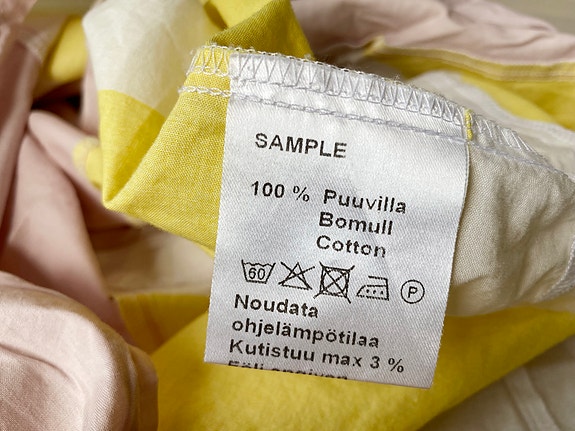 SAMPLE
100 % Puuvilla
Bomull
Cotton
60 P
Noudata
ohjelämpötilaa
Kutistuu max 3 %